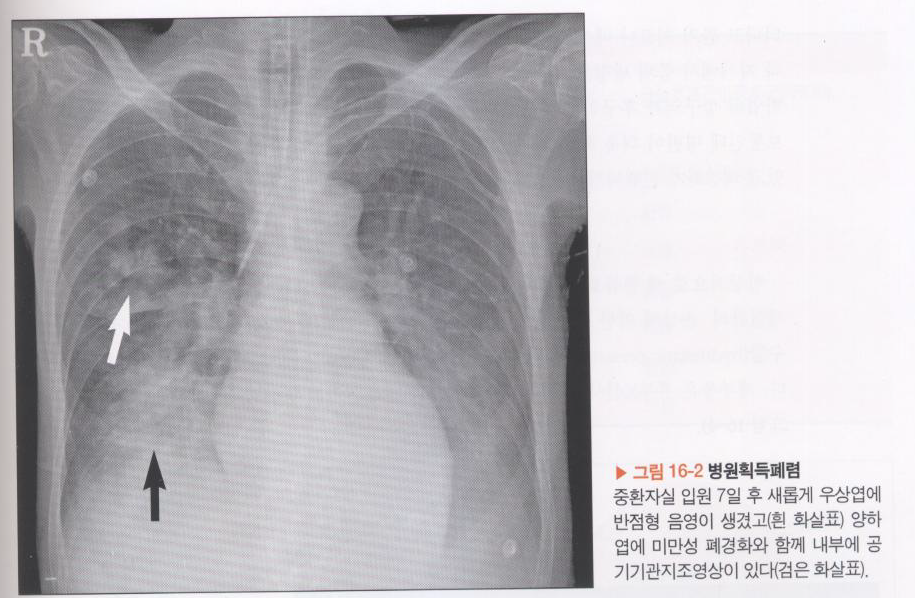 R
▶ 그림 16-2 병원획득폐렴
중환자실 입원 7일 후 새롭게 우상엽에
반점형 음영이 생겼고(흰 화살표) 양하
엽에 미만성 폐경화와 함께 내부에 공
기기관지조영상이 있다(검은 화살표).